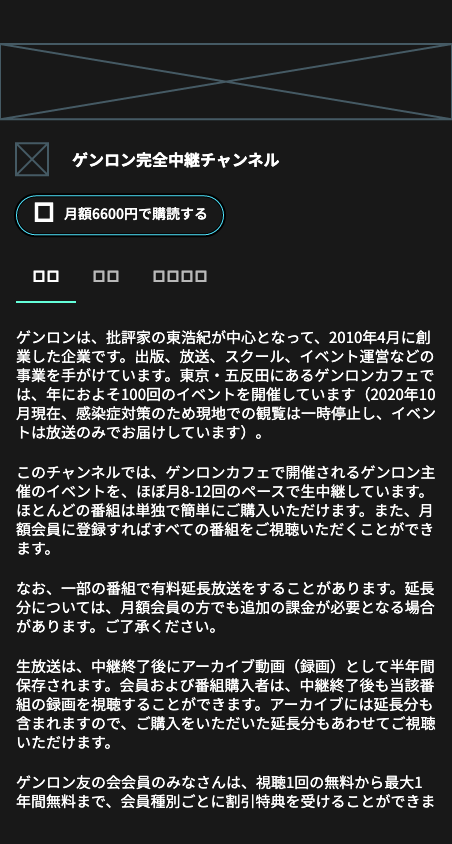 ゲンロン完全中継チャンネル
月額6600円で購読する
ゲンロンは、批評家の東浩紀が中心となって、2010年4月に創
業した企業です。出版、放送、スクール、イベント運営などの
事業を手がけています。東京・五反田にあるゲンロンカフェで
は、年におよそ100回のイベントを開催しています（2020年10
月現在、感染症対策のため現地での観覧は一時停止し、イベン
トは放送のみでお届けしています）。
このチャンネルでは、ゲンロンカフェで開催されるゲンロン主
催のイベントを、ほぼ月8-12回のペースで生中継しています。
ほとんどの番組は単独で簡単にご購入いただけます。また、月
額会員に登録すればすべての番組をご視聴いただくことができ
ます。
なお、一部の番組で有料延長放送をすることがあります。延長
分については、月額会員の方でも追加の課金が必要となる場合
があります。ご了承ください。
生放送は、中継終了後にアーカイブ動画（録画）として半年間
保存されます。会員および番組購入者は、中継終了後も当該番
組の録画を視聴することができます。アーカイブには延長分も
含まれますので、ご購入をいただいた延長分もあわせてご視聴
いただけます。
ゲンロン友の会会員のみなさんは、視聴1回の無料から最大1
年間無料まで、会員種別ごとに割引特典を受けることができま